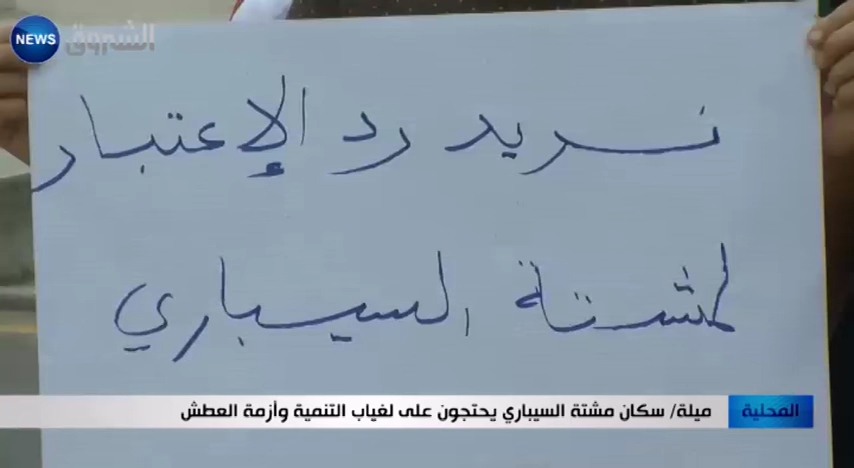 NEWS الشروق
نريد رد الإعتبار
لمشتة السيباري
المحلية
ميلة/ سكان مشتة السيباري يحتجون على لغياب التنمية وأزمة العطش